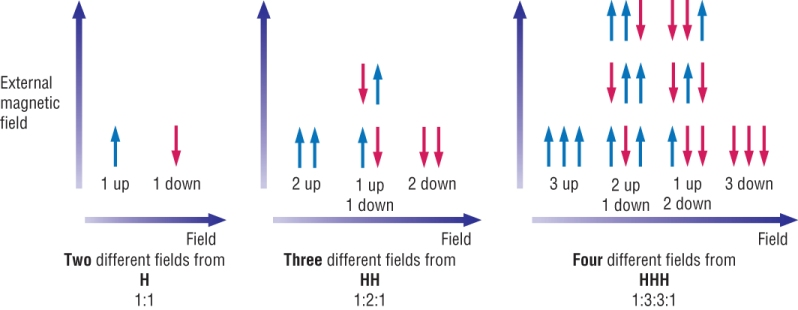 External
magnetic
field
1 up 1 down
Field
Two different fields from
H
1:1
2 up 1 up 2 down
1 down
Field
Three different fields from
HH
1:2:1
3 up 2 up 1 up 3 down
1 down 2 down
Field
Four different fields from
HHH
1:3:3:1